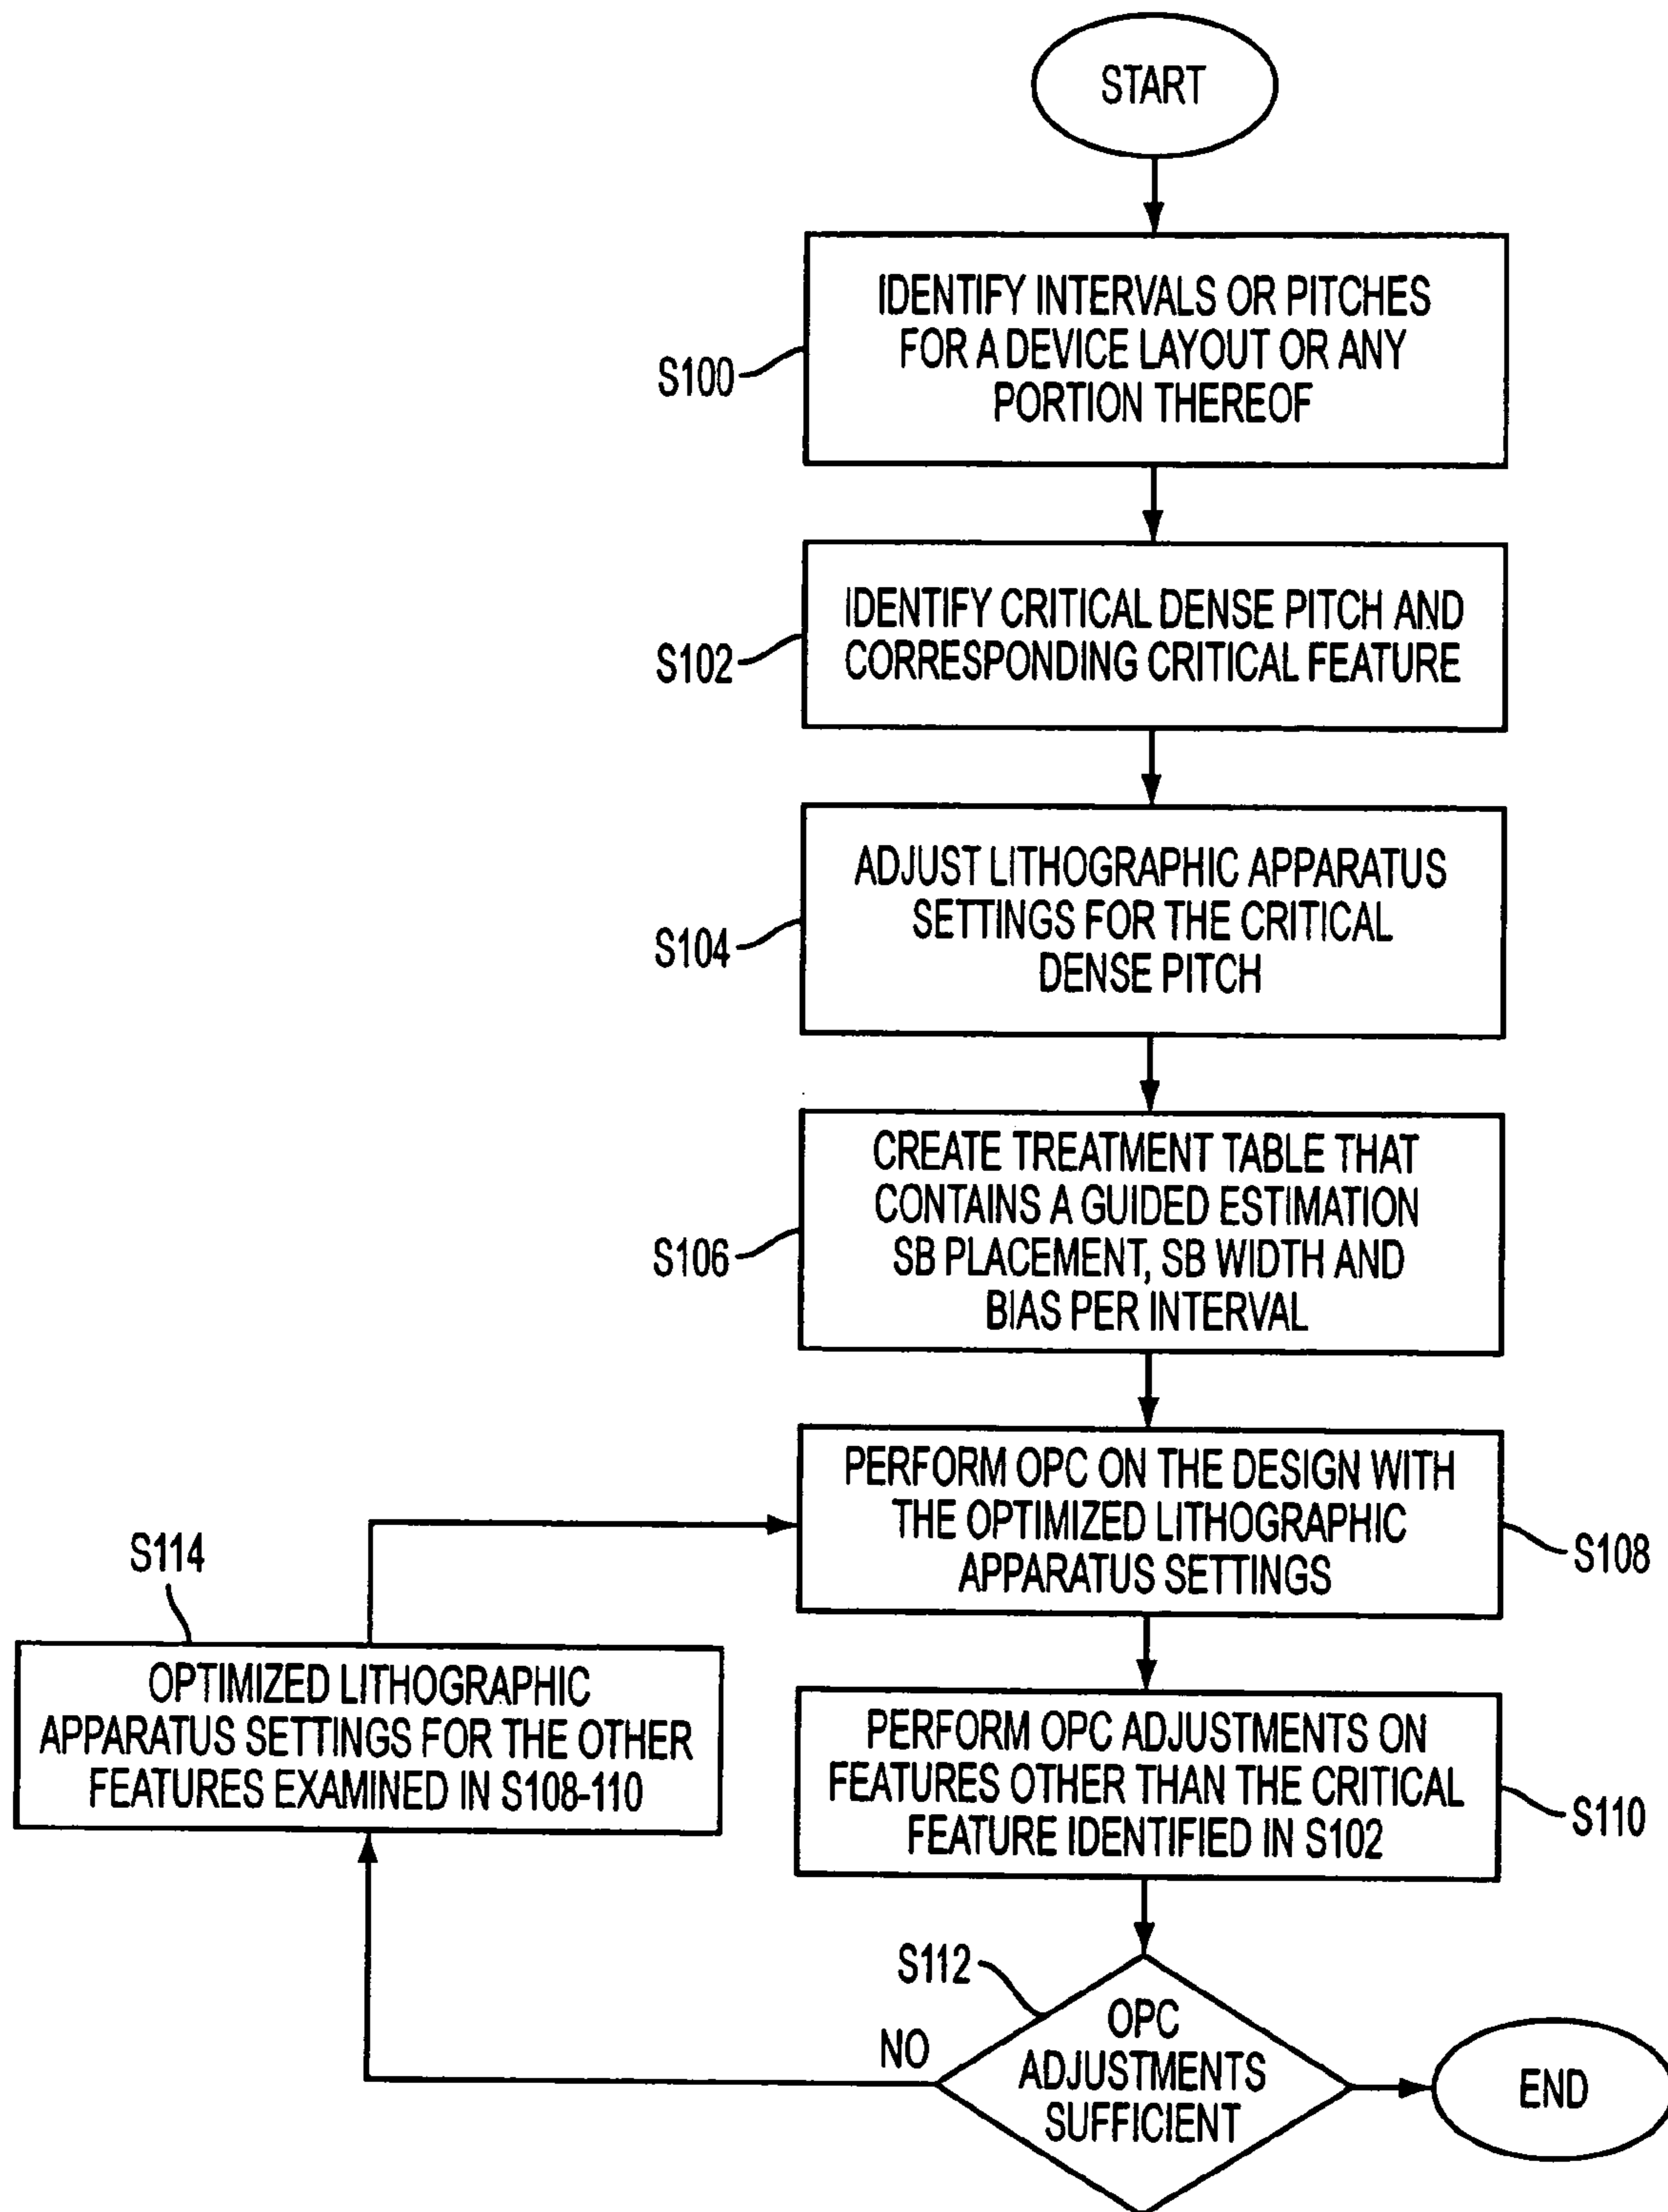 START
IDENTIFY INTERVALS OR PITCHES
FOR A DEVICE LAYOUT OR ANY
PORTION THEREOF
S100
IDENTIFY CRITICAL DENSE PITCH AND
CORRESPONDING CRITICAL FEATURE
S102
ADJUST LITHOGRAPHIC APPARATUS
SETTINGS FOR THE CRITICAL
DENSE PITCH
S104
CREATE TREATMENT TABLE THAT
CONTAINS A GUIDED ESTIMATION
SB PLACEMENT, SB WIDTH AND
BIAS PER INTERVAL
S106
PERFORM OPC ON THE DESIGN WITH
THE OPTIMIZED LITHOGRAPHIC
APPARATUS SETTINGS
S108
S114
OPTIMIZED LITHOGRAPHIC
APPARATUS SETTINGS FOR THE OTHER
FEATURES EXAMINED IN S108-110
PERFORM OPC ADJUSTMENTS ON
FEATURES OTHER THAN THE CRITICAL
FEATURE IDENTIFIED IN S102
S110
S112
OPC
ADJUSTMENTS
SUFFICIENT
NO
END